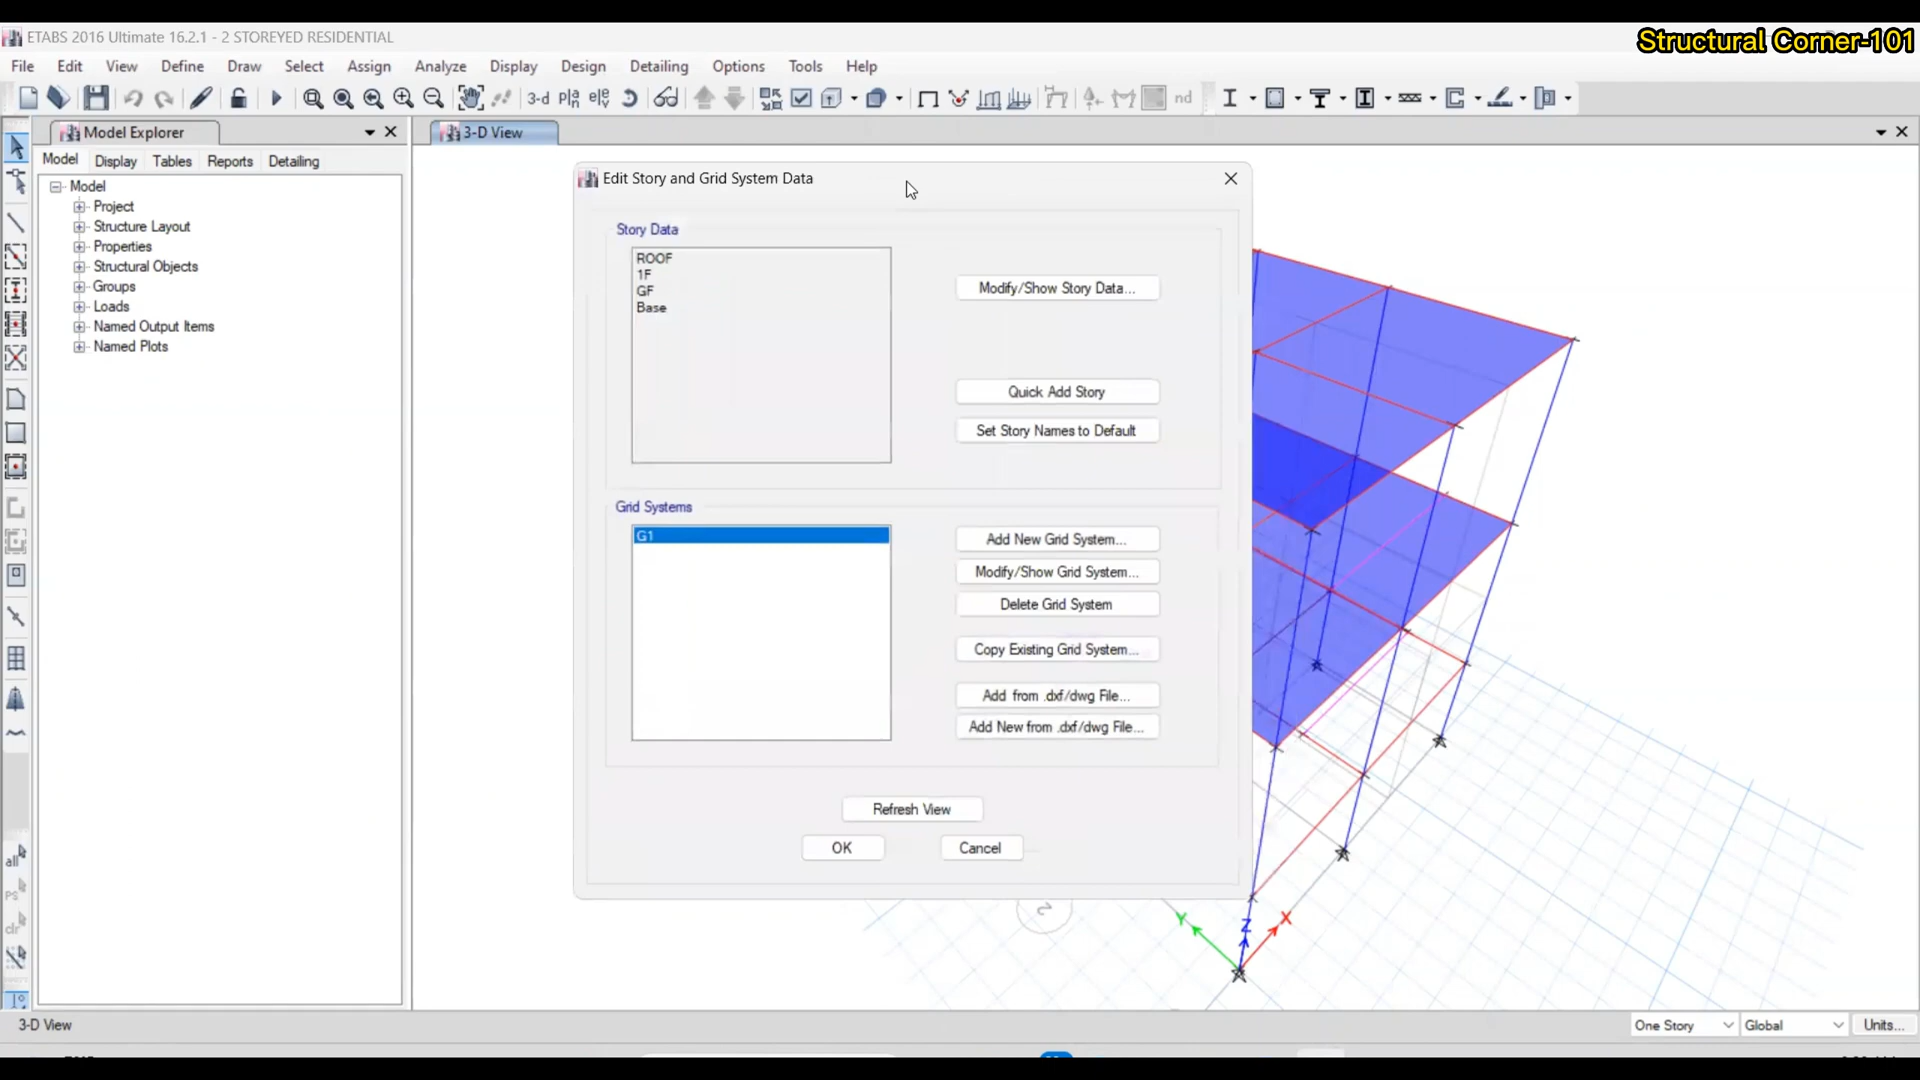 Structural Corner-101
ETABS 2016 Ultimate 16.2.1 - 2 STOREYED RESIDENTIAL
File Edit View Define Draw Select Assign Analyze Display Design Detailing Options Tools Help
3-d nd
Model Explorer
3-D View
Model Display Tables Reports Detailing
Model
Project
Structure Layout
Properties
Structural Objects
Groups
Loads
Named Output Items
Named Plots
Edit Story and Grid System Data
Story Data
ROOF
1F
GF
Base
Modify/Show Story Data...
Quick Add Story
Set Story Names to Default
Grid Systems
G1
Add New Grid System...
Modify/Show Grid System...
Delete Grid System
Copy Existing Grid System...
Add from .dxf/dwg File...
Add New from .dxf/dwg File...
Refresh View
OK Cancel
2
Y Z X
all
PS
clr
3-D View
One Story Global Units...